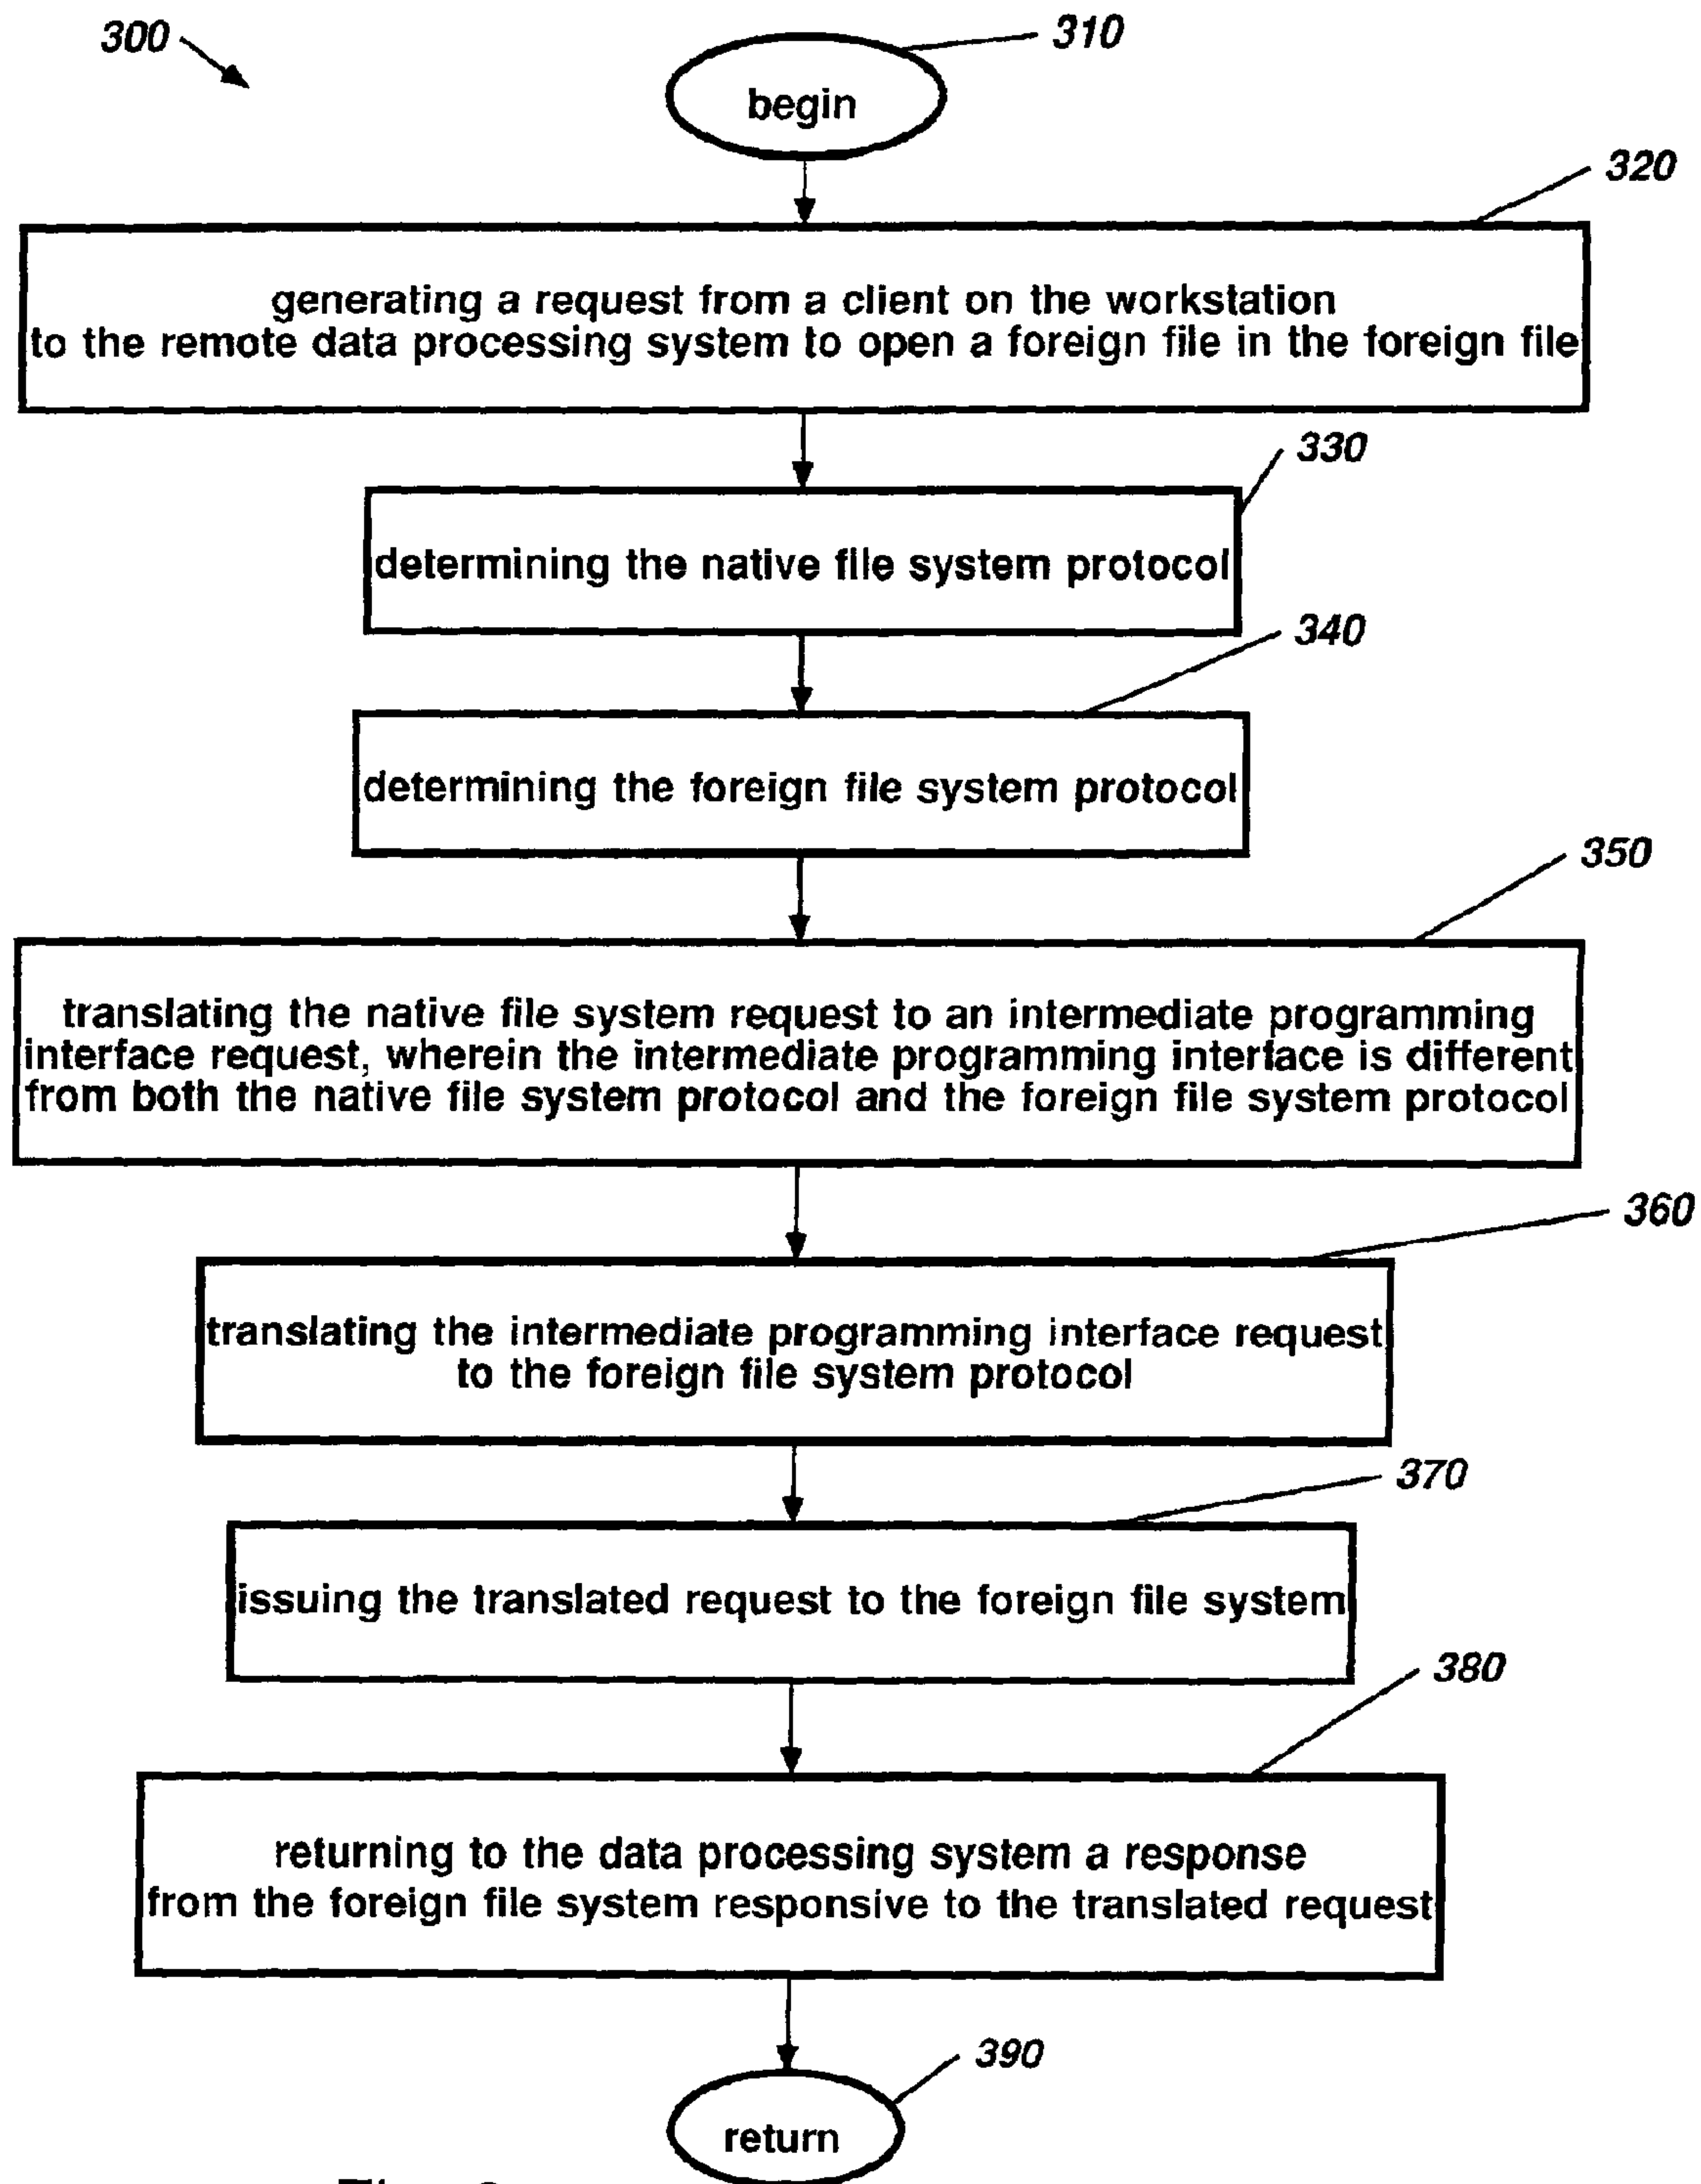 300
310
begin
320
generating a request from a client on the workstation
to the remote data processing system to open a foreign file in the foreign file
330
determining the native file system protocol
340
determining the foreign file system protocol
350
translating the native file system request to an intermediate programming
interface request, wherein the intermediate programming interface is different
from both the native file system protocol and the foreign file system protocol
360
translating the intermediate programming interface request
to the foreign file system protocol
370
issuing the translated request to the foreign file system
380
returning to the data processing system a response
from the foreign file system responsive to the translated request
390
return